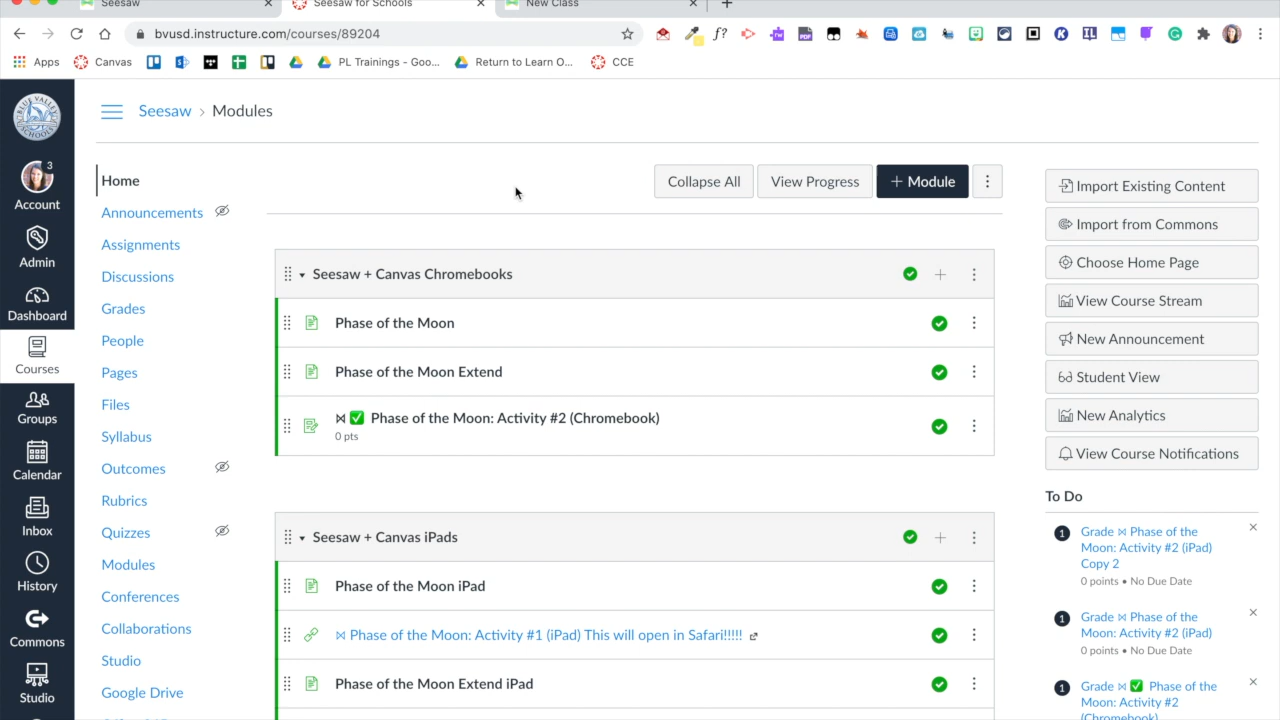 Seesaw
Seesaw for Schools
New Class
bvusd.instructure.com/courses/89204
Apps
Canvas
PL Trainings - Goo...
Return to Learn O...
CCE
Seesaw › Modules
3
Account
Admin
Dashboard
Courses
Groups
Calendar
Inbox
History
Commons
Studio
Home
Announcements
Assignments
Discussions
Grades
People
Pages
Files
Syllabus
Outcomes
Rubrics
Quizzes
Modules
Conferences
Collaborations
Studio
Google Drive
Collapse All
View Progress
+ Module
Seesaw + Canvas Chromebooks
Phase of the Moon
Phase of the Moon Extend
⋈ ✅ Phase of the Moon: Activity #2 (Chromebook)
0 pts
Seesaw + Canvas iPads
Phase of the Moon iPad
⋈ Phase of the Moon: Activity #1 (iPad) This will open in Safari!!!!!
Phase of the Moon Extend iPad
Import Existing Content
Import from Commons
Choose Home Page
View Course Stream
New Announcement
Student View
New Analytics
View Course Notifications
To Do
1
Grade ⋈ Phase of the
Moon: Activity #2 (iPad)
Copy 2
0 points • No Due Date
1
Grade ⋈ Phase of the
Moon: Activity #2 (iPad)
0 points • No Due Date
1
Grade ⋈ ✅ Phase of the
Moon: Activity #2
(Chromebook)